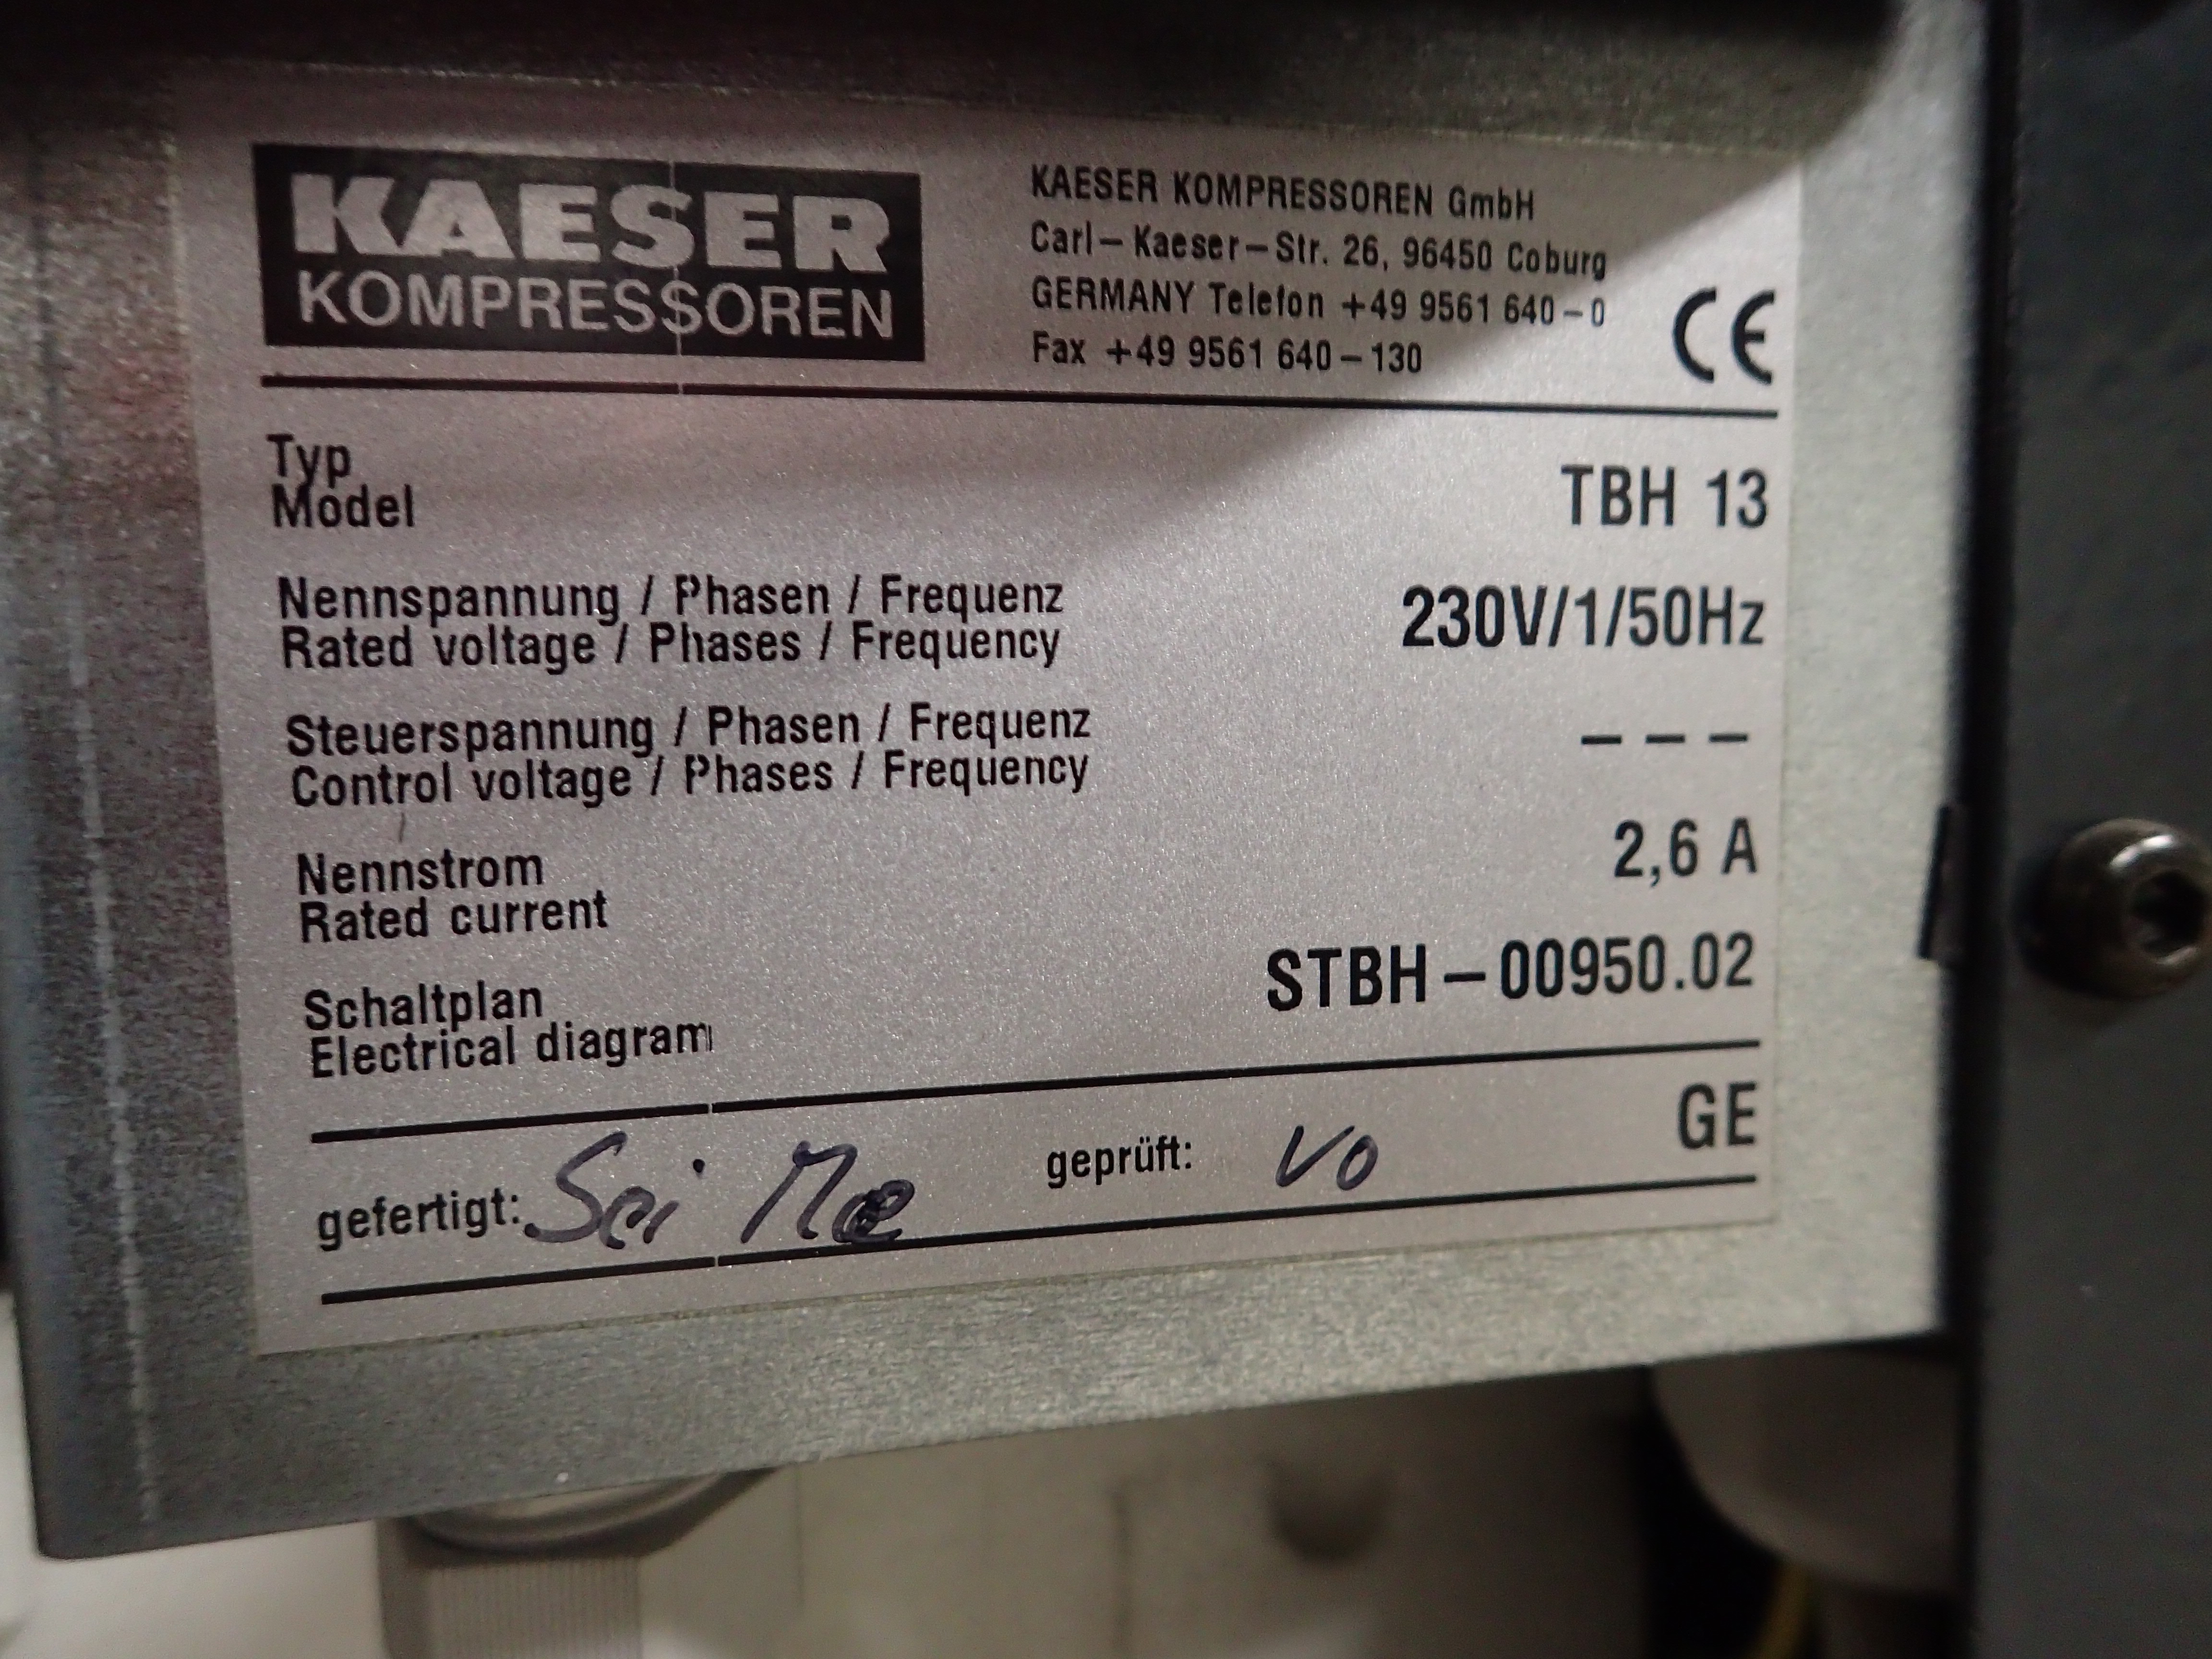 KAESER
KOMPRESSOREN
KAESER KOMPRESSOREN GmbH
Carl-Kaeser-Str. 26, 96450 Coburg
GERMANY Telefon +49 9561 640-0
Fax +49 9561 640-130
CE
Typ
Model
TBH 13
Nennspannung / Phasen / Frequenz
Rated voltage / Phases / Frequency
230V/1/50Hz
Steuerspannung / Phasen / Frequenz
Control voltage / Phases / Frequency
---
Nennstrom
Rated current
2,6 A
Schaltplan
Electrical diagram
STBH-00950.02
gefertigt: Sei
geprüft: Vo
GE